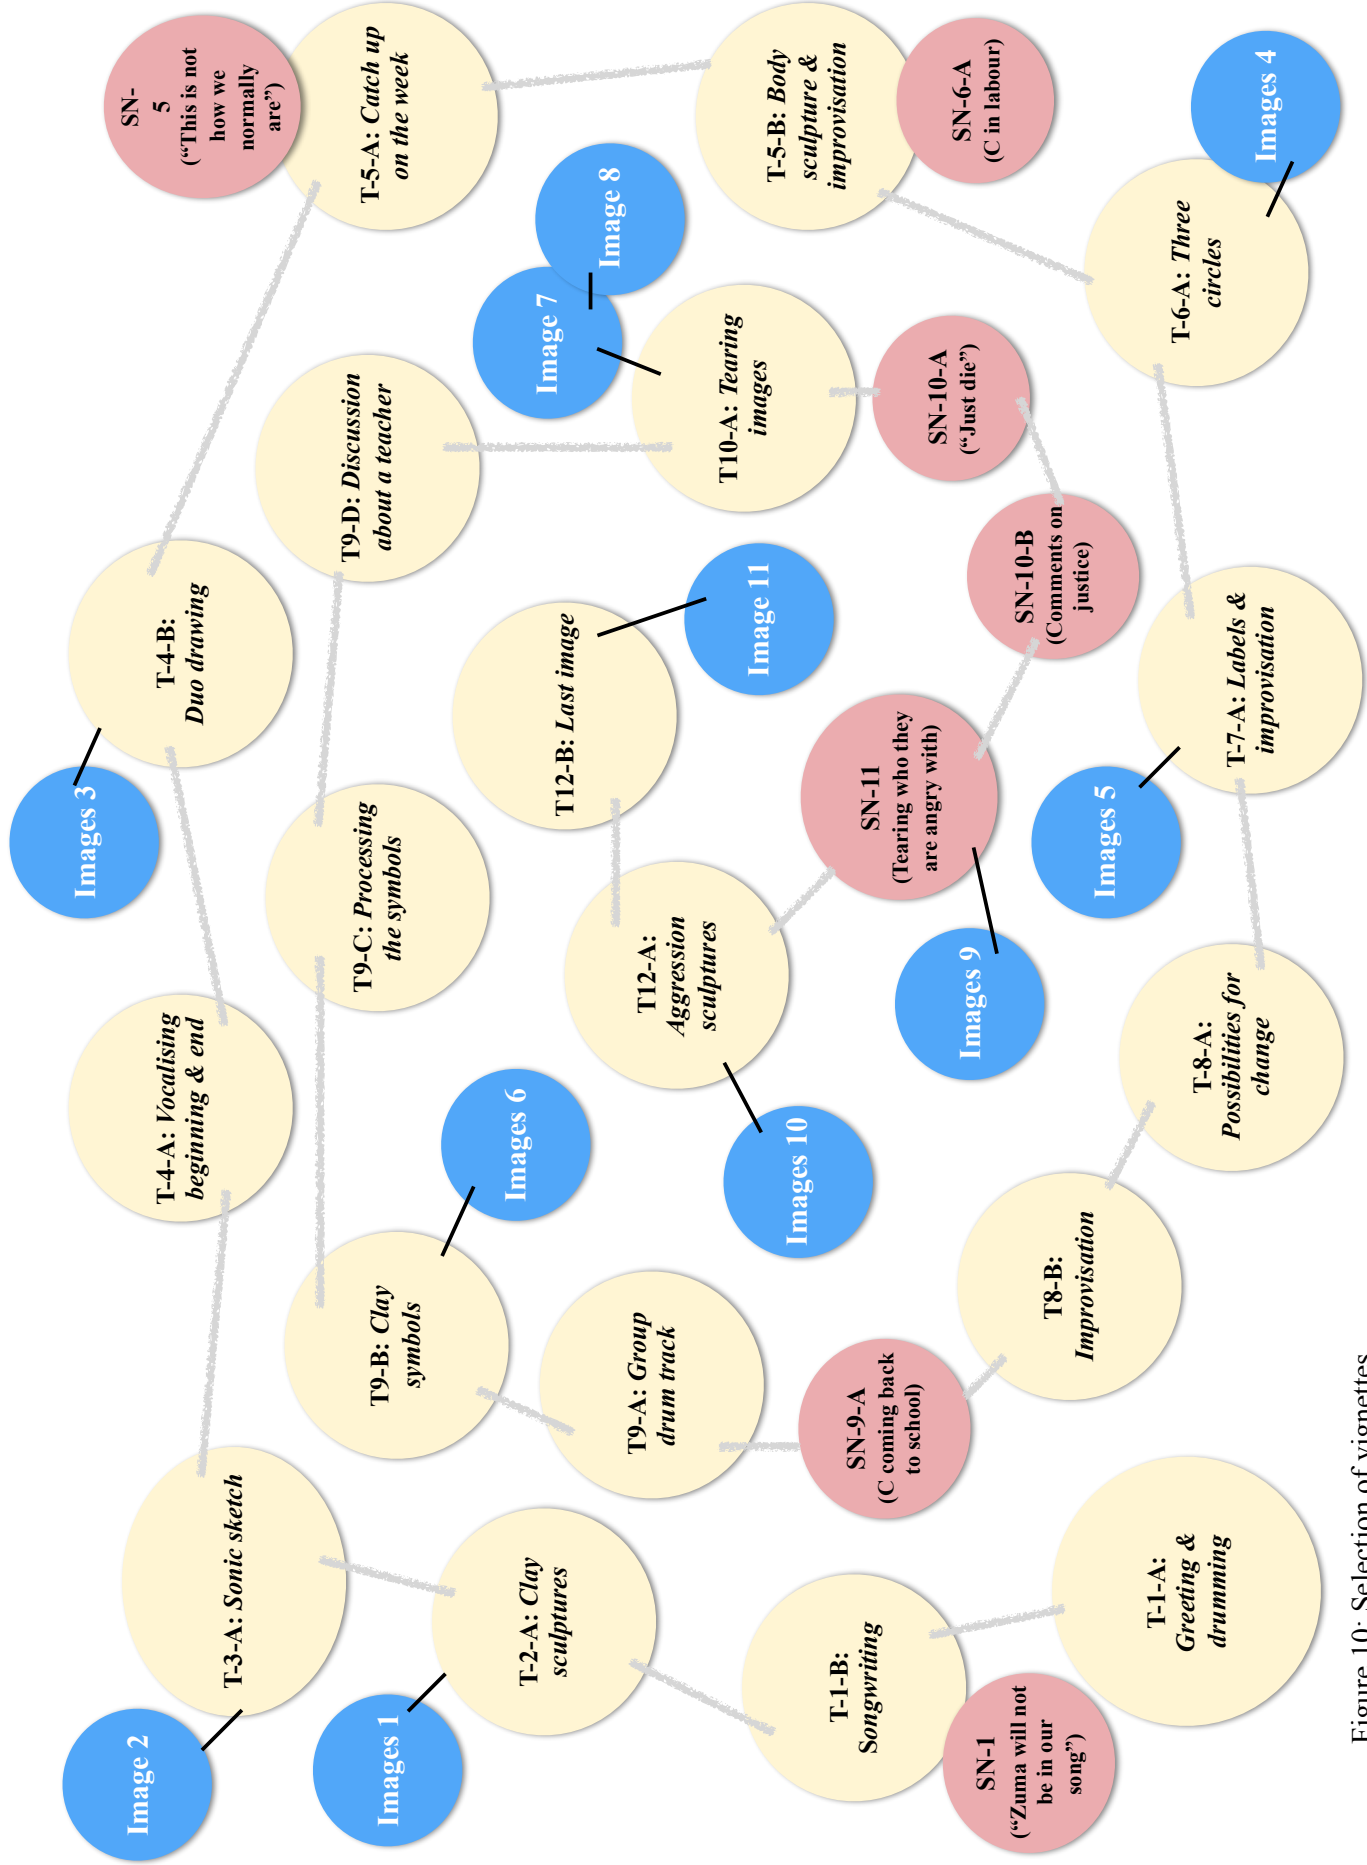 T-1-A:
Greeting &
drumming
SN-1
(“Zuma will not
be in our
song”)
T-1-B:
Songwriting
Images 1
T-2-A: Clay
sculptures
Image 2
T-3-A: Sonic sketch
T-4-A: Vocalising
beginning & end
Images 3
T-4-B:
Duo drawing
SN-
5
(“This is not
how we
normally
are”)
T-5-A: Catch up
on the week
T-5-B: Body
sculpture &
improvisation
SN-6-A
(C in labour)
T-6-A: Three
circles
Images 4
T-7-A: Labels &
improvisation
Images 5
T-8-A:
Possibilities for
change
T8-B:
Improvisation
SN-9-A
(C coming back
to school)
T9-A: Group
drum track
T9-B: Clay
symbols
Images 6
T9-C: Processing
the symbols
T9-D: Discussion
about a teacher
T10-A: Tearing
images
Image 7
Image 8
SN-10-A
(“Just die”)
SN-10-B
(Comments on
justice)
SN-11
(Tearing who they
are angry with)
Images 9
T12-A:
Aggression
sculptures
Images 10
T12-B: Last image
Image 11
Figure 10: Selection of vignettes